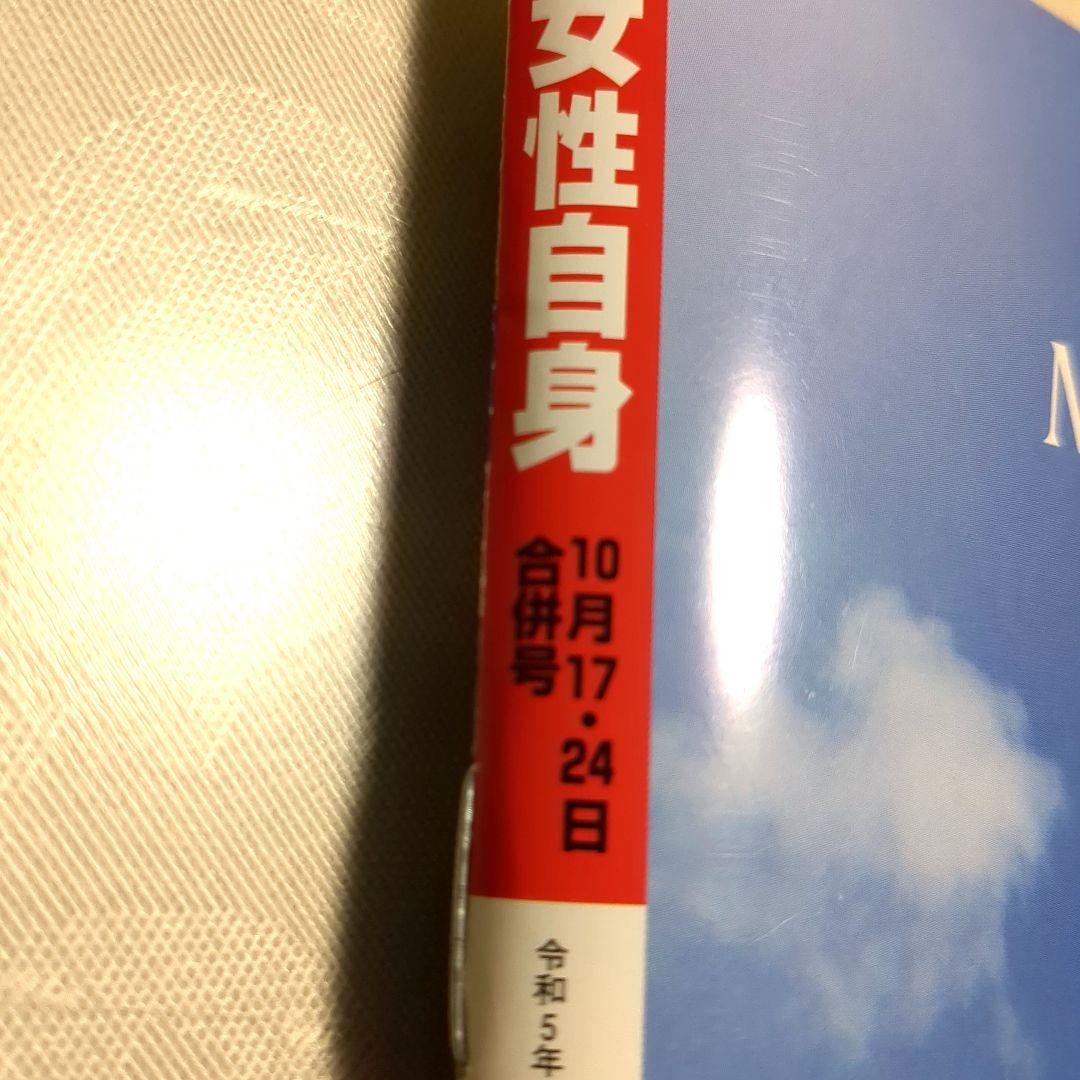 女性自身
10月17・24日
合併号
令和5年